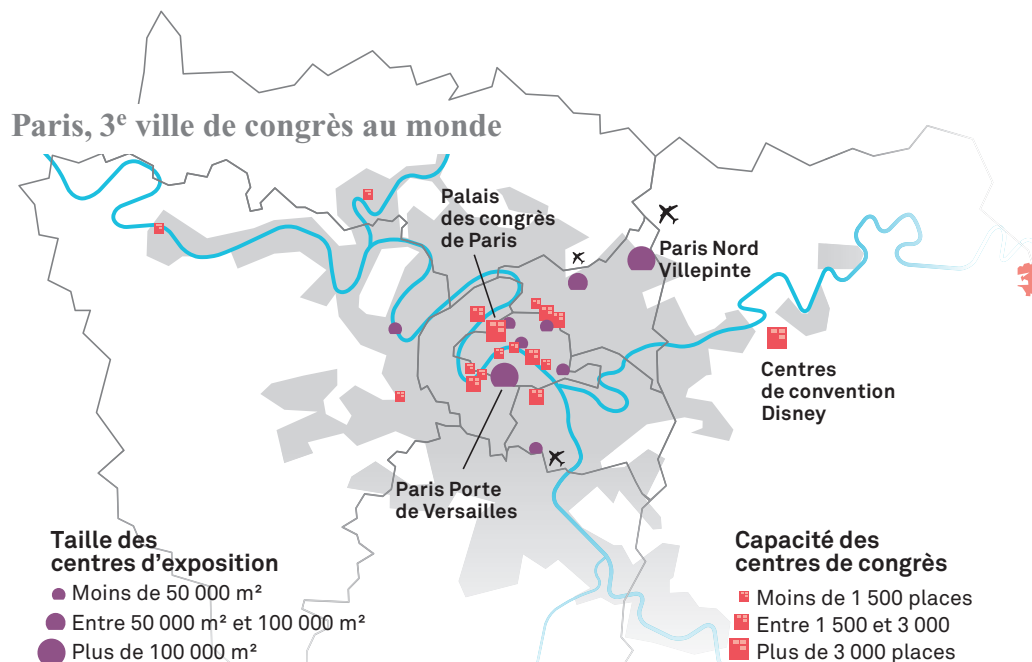 Paris, 3e ville de congrès au monde
Palais
des congrès
de Paris
Paris Nord
Villepinte
Centres
de convention
Disney
Paris Porte
de Versailles
Taille des
centres d'exposition
Moins de 50 000 m²
Entre 50 000 m² et 100 000 m²
Plus de 100 000 m²
Capacité des
centres de congrès
Moins de 1 500 places
Entre 1 500 et 3 000
Plus de 3 000 places